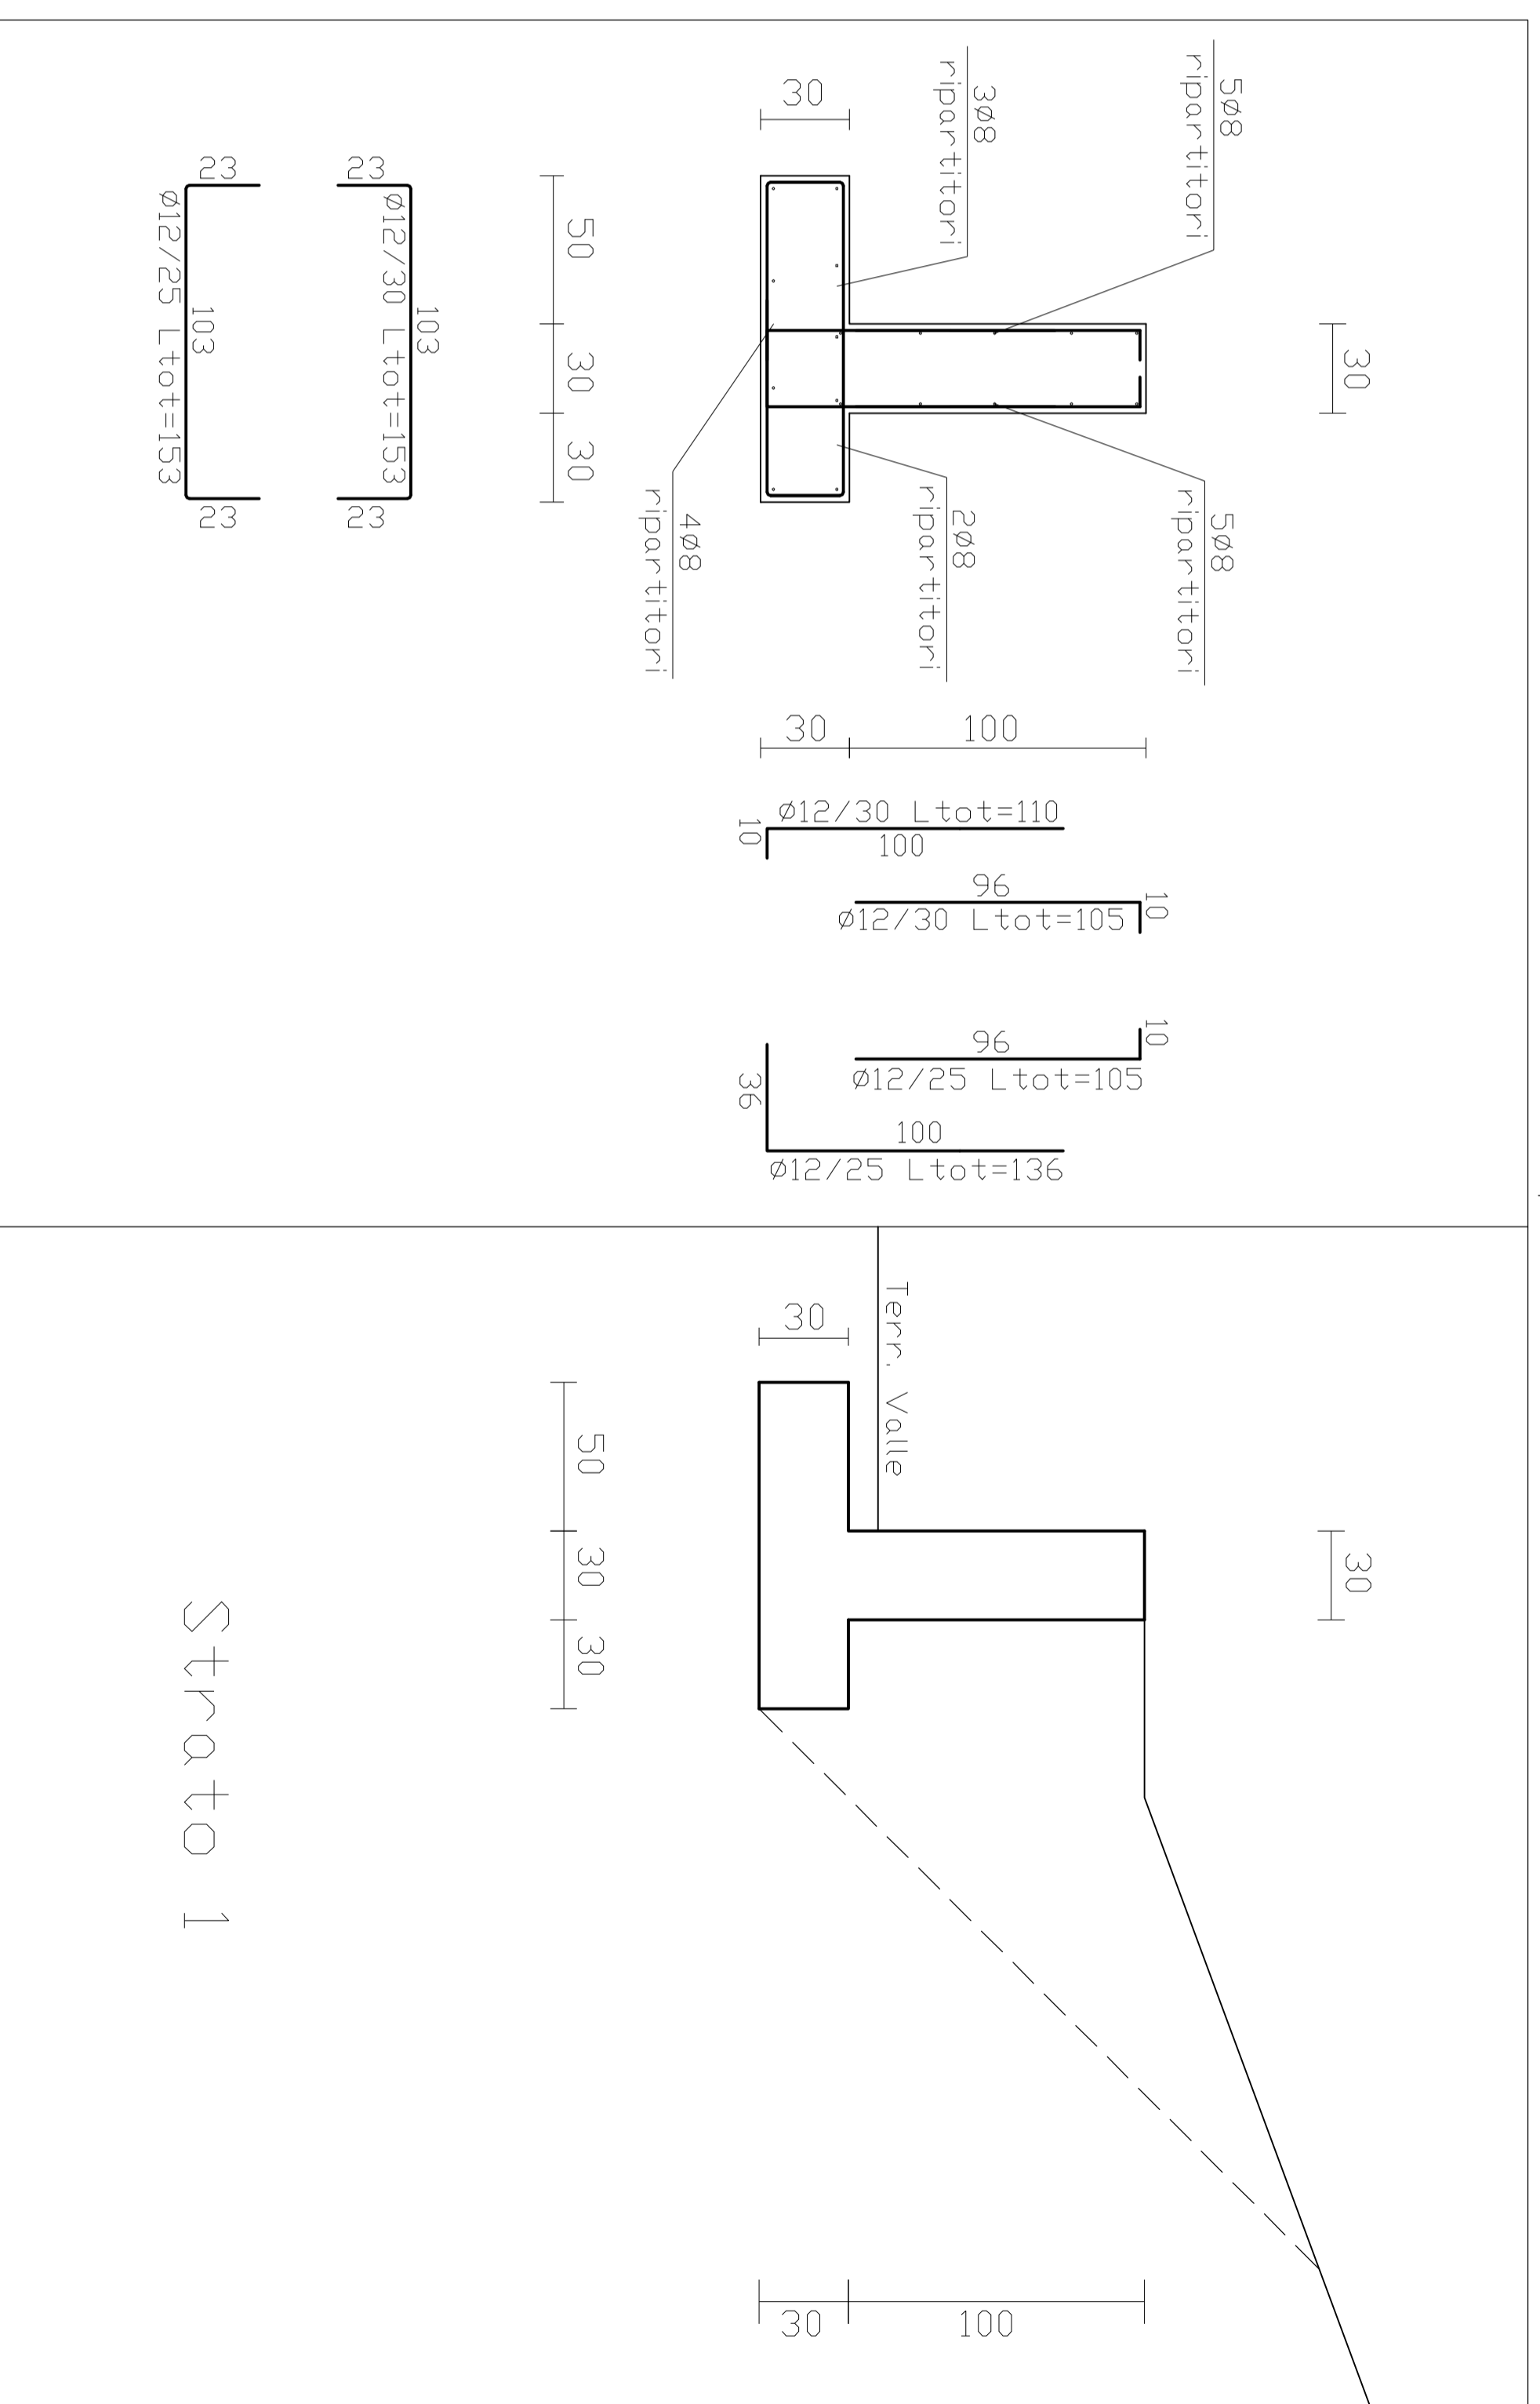 30
5ø8
ripartitori
5ø8
ripartitori
3ø8
ripartitori
2ø8
ripartitori
4ø8
ripartitori
30
50
30
30
100
30
ø12/30 Ltot=110
100
10
10
96
ø12/30 Ltot=105
10
96
ø12/25 Ltot=105
100
ø12/25 Ltot=136
36
103
ø12/30 Ltot=153
23
23
103
ø12/25 Ltot=153
23
23
30
Terr. Valle
30
100
30
50
30
30
Strato 1